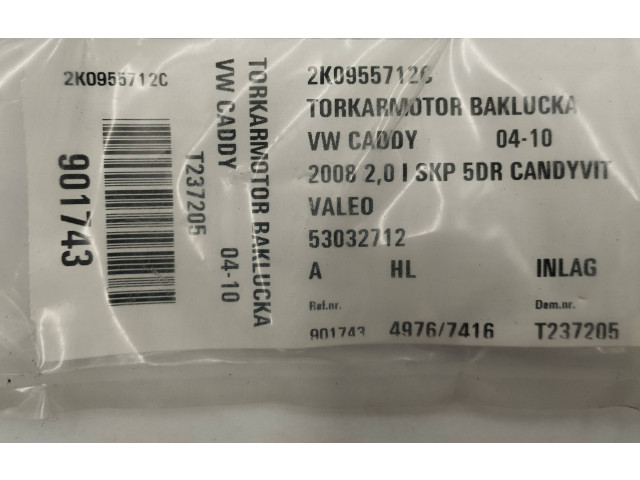 2K0955712C
901743
T237205
VW CADDY 04-10
TORKARMOTOR BAKLUCKA
2K0955712C
TORKARMOTOR BAKLUCKA
VW CADDY 04-10
2008 2,0 I SKP 5DR CANDYVIT
VALEO
53032712
A HL INLAG
Ref.nr. Dem.nr.
901743 4976/7416 T237205